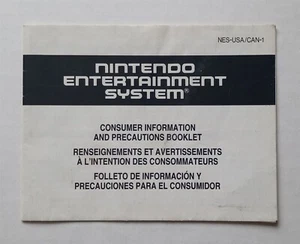 NES-USA/CAN-1
NINTENDO
ENTERTAINMENT
SYSTEM®
CONSUMER INFORMATION
AND PRECAUTIONS BOOKLET
RENSEIGNEMENTS ET AVERTISSEMENTS
À L'INTENTION DES CONSOMMATEURS
FOLLETO DE INFORMACIÓN Y
PRECAUCIONES PARA EL CONSUMIDOR